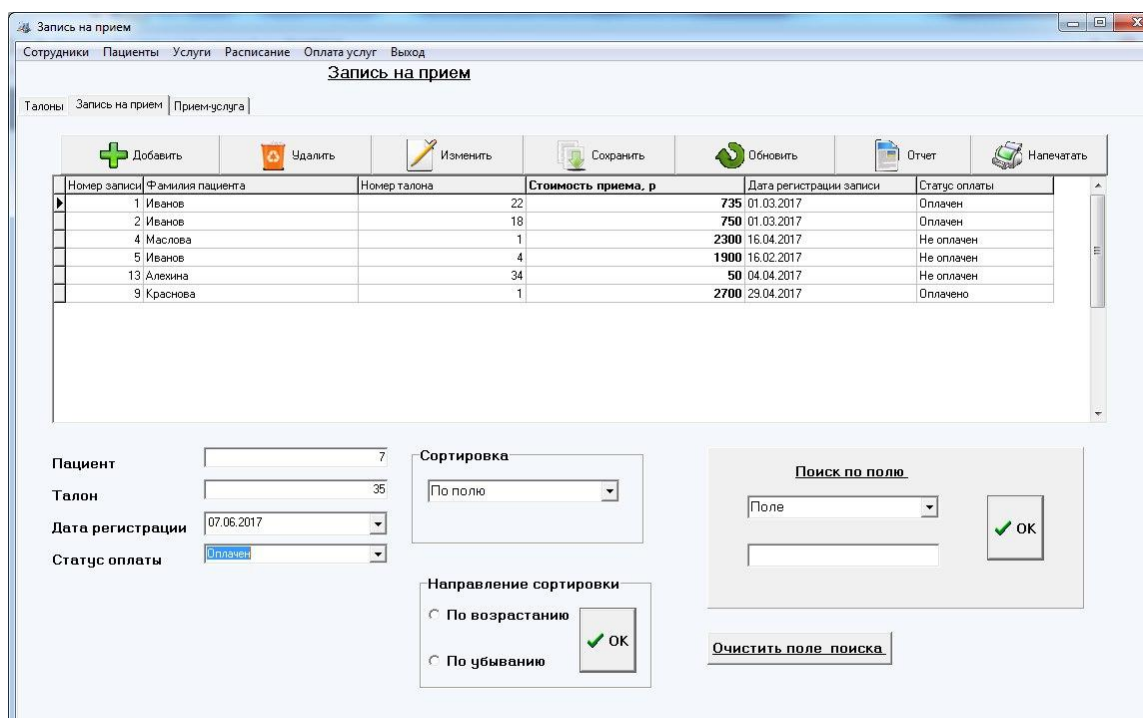 Запись на прием
Сотрудники Пациенты Услуги Расписание Оплата услуг Выход
Запись на прием
Талоны Запись на прием Прием-услуга
Добавить Удалить Изменить Сохранить Обновить Отчет Напечатать
Номер записи Фамилия пациента Номер талона Стоимость приема, р Дата регистрации записи Статус оплаты
1 Иванов 22 735 01.03.2017 Оплачен
2 Иванов 18 750 01.03.2017 Оплачен
4 Маслова 1 2300 16.04.2017 Не оплачен
5 Иванов 4 1900 16.02.2017 Не оплачен
13 Алехина 34 50 04.04.2017 Не оплачен
9 Краснова 1 2700 29.04.2017 Оплачено
Пациент 7
Талон 35
Дата регистрации 07.06.2017
Статус оплаты Оплачен
Сортировка
По полю
Направление сортировки
По возрастанию
По убыванию
OK
Поиск по полю
Поле
OK
Очистить поле поиска